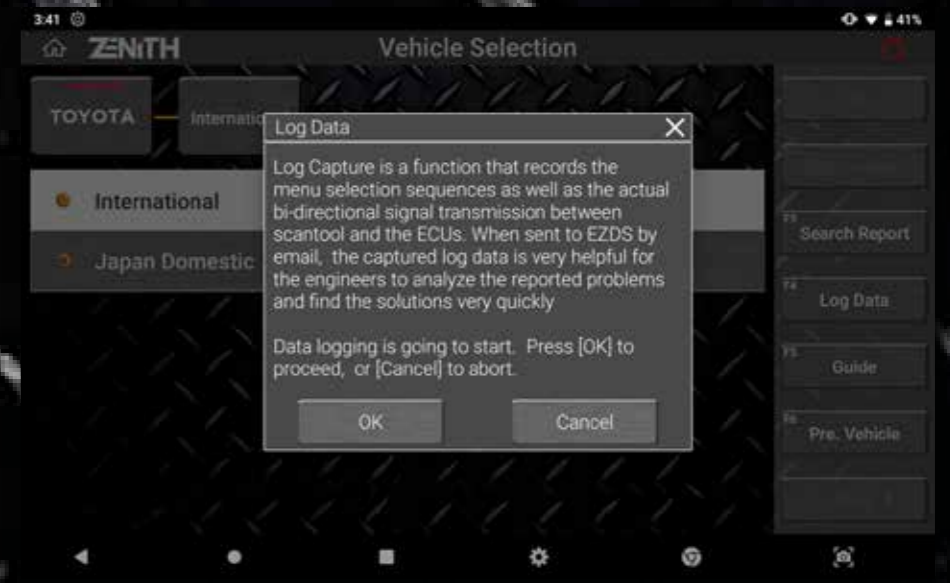 3:41
41%
ZENITH
Vehicle Selection
TOYOTA
Internatio
Log Data
Log Capture is a function that records the
menu selection sequences as well as the actual
bi-directional signal transmission between
scantool and the ECUs. When sent to EZDS by
email, the captured log data is very helpful for
the engineers to analyze the reported problems
and find the solutions very quickly
Data logging is going to start. Press [OK] to
proceed, or [Cancel] to abort.
OK
Cancel
International
Japan Domestic
F3
Search Report
F4
Log Data
F5
Guide
F6
Pre. Vehicle